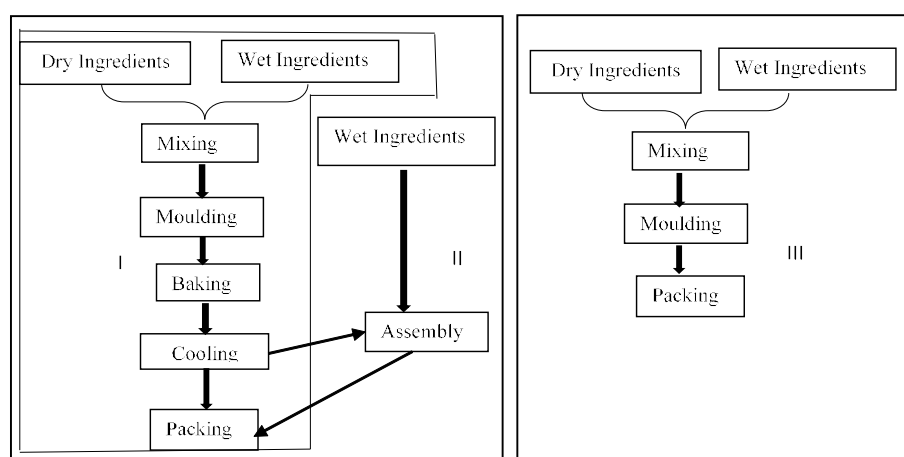 Dry Ingredients
Wet Ingredients
Mixing
Wet Ingredients
Moulding
I
Baking
II
Assembly
Cooling
Packing
Dry Ingredients
Wet Ingredients
Mixing
Moulding
III
Packing